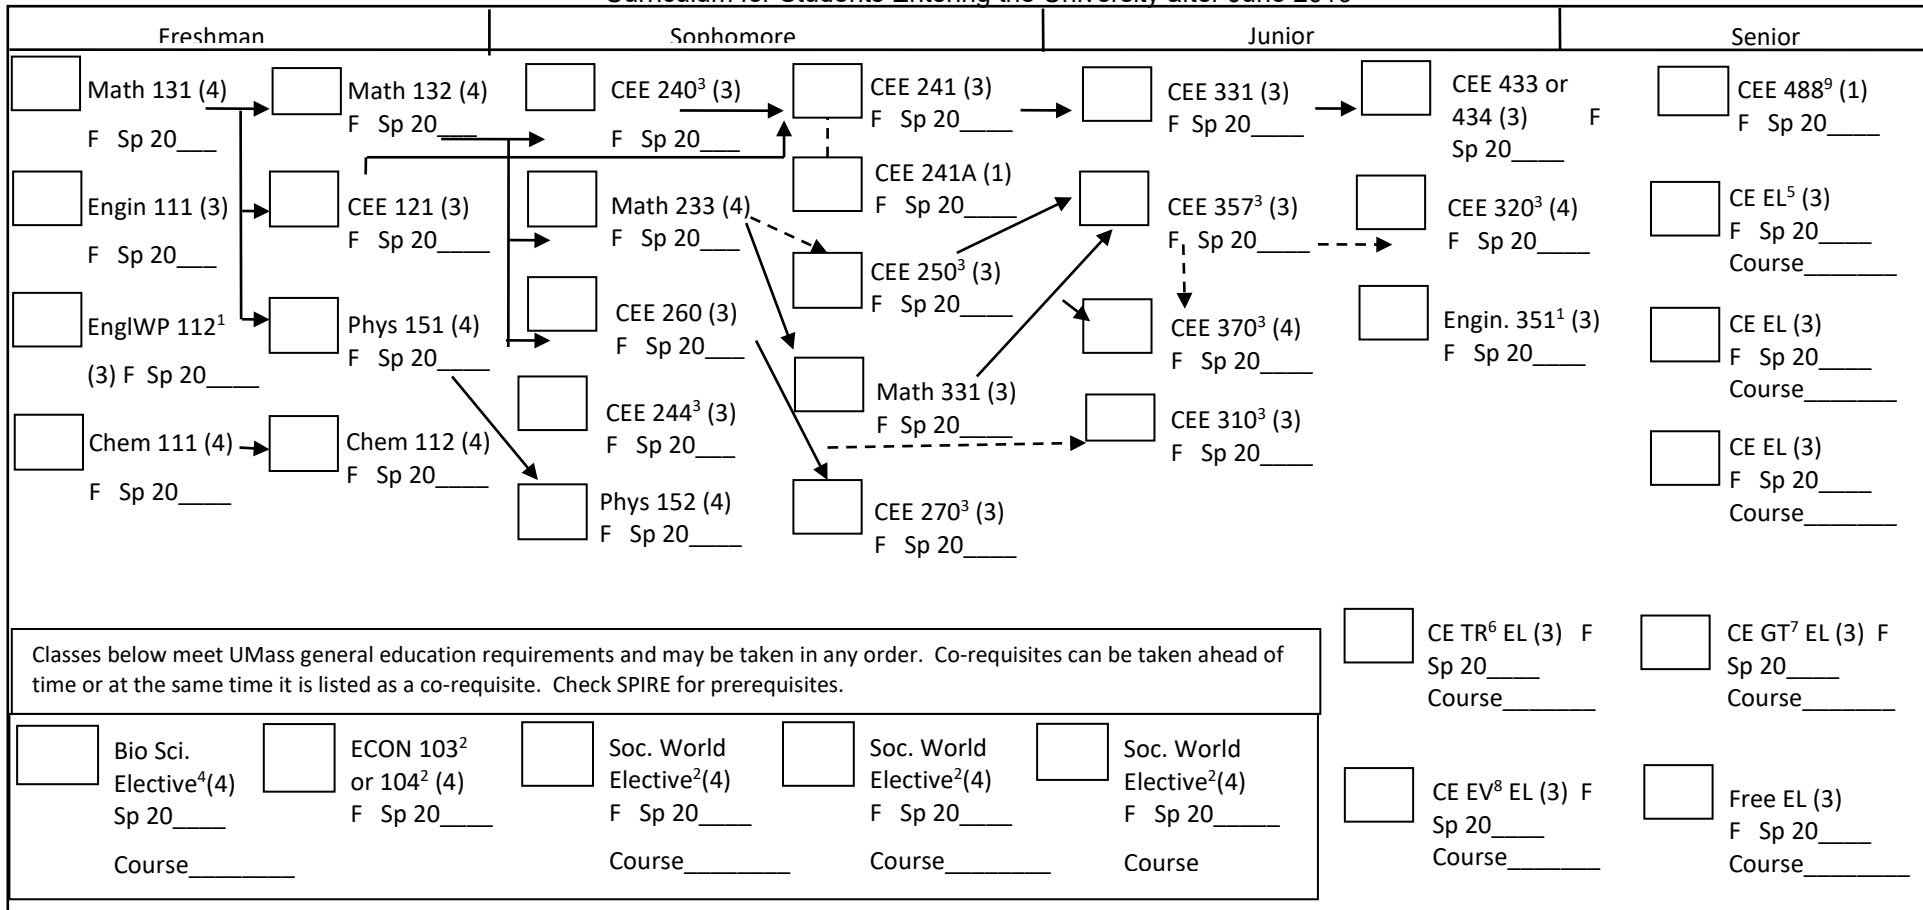 Curriculum for Students Entering the University after June 2016
Freshman
Sophomore
Junior
Senior
Math 131 (4)
F Sp 20___
Engin 111 (3)
F Sp 20___
EnglWP 112¹
(3) F Sp 20____
Chem 111 (4)
F Sp 20____
Math 132 (4)
F Sp 20___
CEE 121 (3)
F Sp 20____
Phys 151 (4)
F Sp 20____
Chem 112 (4)
F Sp 20____
CEE 240³ (3)
F Sp 20___
Math 233 (4)
F Sp 20___
CEE 260 (3)
F Sp 20___
CEE 244³ (3)
F Sp 20___
Phys 152 (4)
F Sp 20____
CEE 241 (3)
F Sp 20____
CEE 241A (1)
F Sp 20____
CEE 250³ (3)
F Sp 20____
Math 331 (3)
F Sp 20____
CEE 270³ (3)
F Sp 20____
CEE 331 (3)
F Sp 20____
CEE 357³ (3)
F Sp 20____
CEE 370³ (4)
F Sp 20____
CEE 310³ (3)
F Sp 20____
CEE 433 or
434 (3) F
Sp 20____
CEE 320³ (4)
F Sp 20____
Engin. 351¹ (3)
F Sp 20____
CEE 488⁹ (1)
F Sp 20____
CE EL⁵ (3)
F Sp 20____
Course_______
CE EL (3)
F Sp 20____
Course_______
CE EL (3)
F Sp 20____
Course_______
CE TR⁶ EL (3) F
Sp 20____
Course_______
CE GT⁷ EL (3) F
Sp 20____
Course_______
CE EV⁸ EL (3) F
Sp 20____
Course________
Free EL (3)
F Sp 20____
Course________
Classes below meet UMass general education requirements and may be taken in any order. Co-requisites can be taken ahead of
time or at the same time it is listed as a co-requisite. Check SPIRE for prerequisites.
Bio Sci.
Elective⁴(4)
Sp 20____
Course________
ECON 103²
or 104² (4)
F Sp 20____
Soc. World
Elective²(4)
F Sp 20____
Course________
Soc. World
Elective²(4)
F Sp 20____
Course________
Soc. World
Elective²(4)
F Sp 20_____
Course